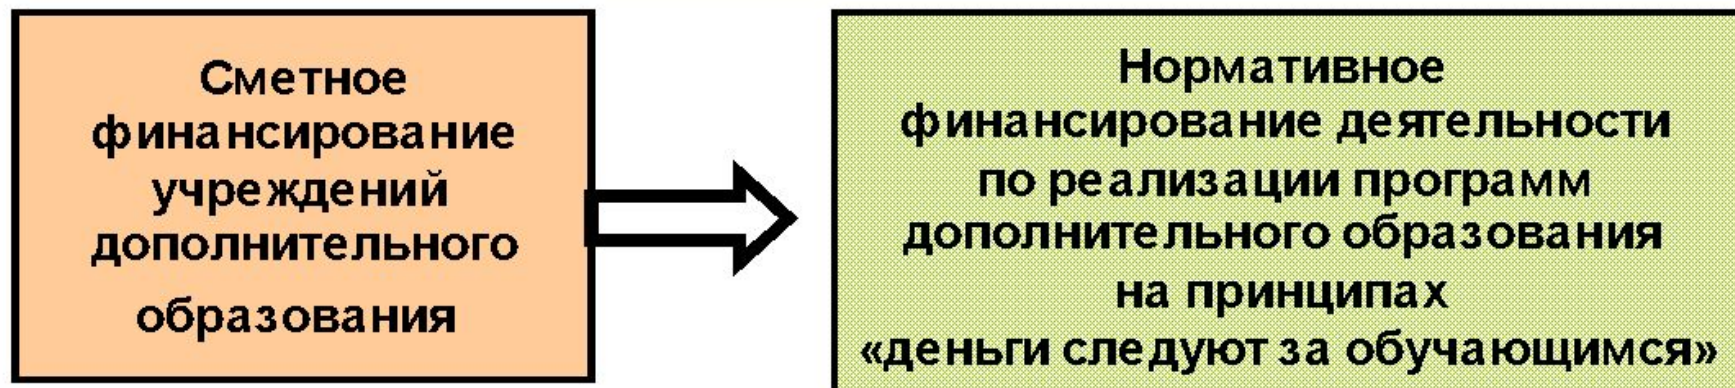 Сметное
финансирование
учреждений
дополнительного
образования
Нормативное
финансирование деятельности
по реализации программ
дополнительного образования
на принципах
«деньги следуют за обучающимся»